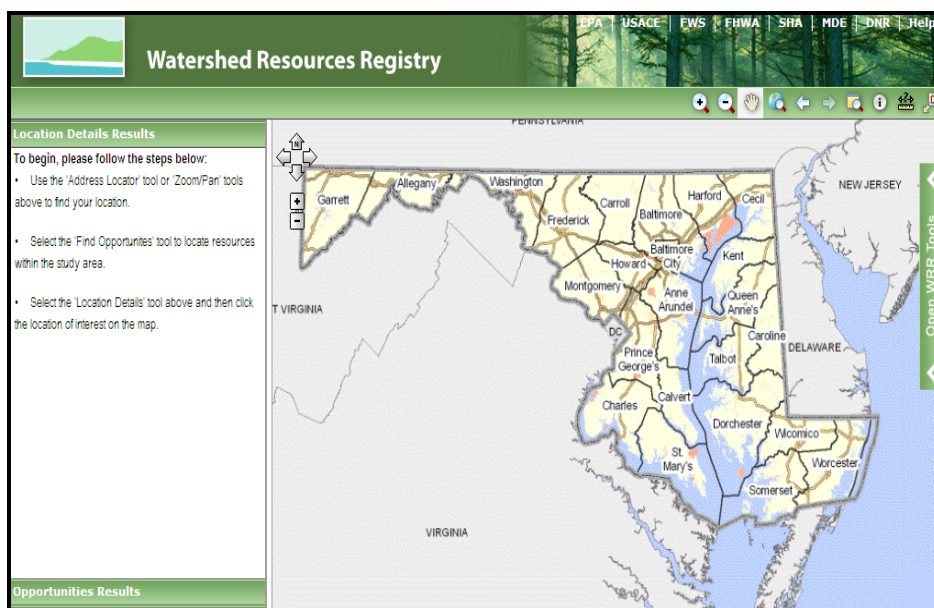 EPA | USACE | FWS | FHWA | SHA | MDE | DNR | Help
Watershed Resources Registry
Location Details Results
To begin, please follow the steps below:
• Use the 'Address Locator' tool or 'Zoom/Pan' tools
above to find your location.
• Select the 'Find Opportunites' tool to locate resources
within the study area.
• Select the 'Location Details' tool above and then click
the location of interest on the map.
Opportunities Results
PENNSYLVANIA
N
NEW JERSEY
Garrett
Allegany
Washington
Frederick
Carroll
Baltimore
Harford
Cecil
Baltimore
City
Kent
Howard
Montgomery
Anne
Arundel
Queen
Anne's
T VIRGINIA
DC
Caroline
DELAWARE
Prince
George's
Talbot
Calvert
Charles
Dorchester
Wicomico
St.
Mary's
Worcester
Somerset
VIRGINIA
Open WRR Tools